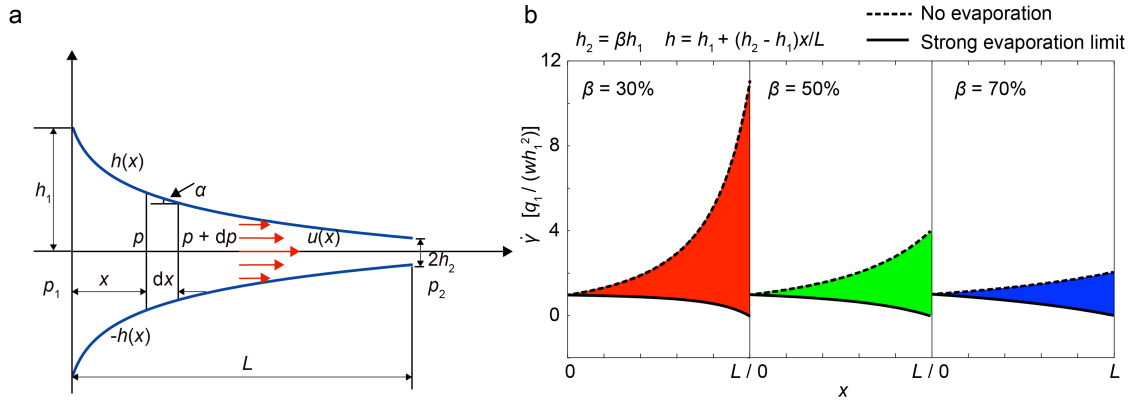 a
h(x)
h₁
α
p
p + dp
u(x)
2h₂
p₁
x
dx
p₂
-h(x)
L
b
No evaporation
h₂ = βh₁ h = h₁ + (h₂ - h₁)x/L
Strong evaporation limit
12
β = 30%
β = 50%
β = 70%
8
γ̇ [q₁ / (wh₁²)]
4
0
0
L / 0
L / 0
L
x